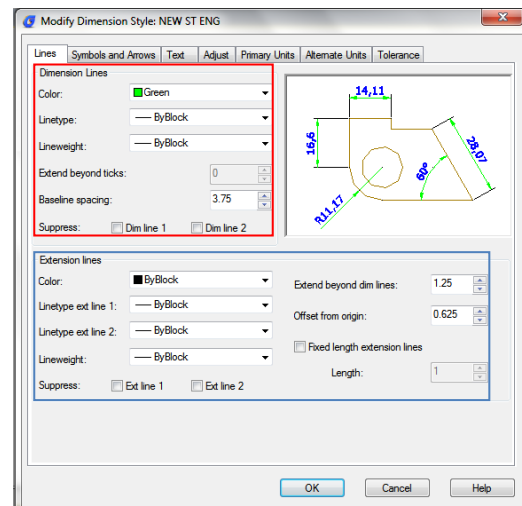 Modify Dimension Style: NEW ST ENG
Lines Symbols and Arrows Text Adjust Primary Units Alternate Units Tolerance
Dimension Lines
Color: Green
Linetype: ByBlock
Lineweight: ByBlock
Extend beyond ticks: 0
Baseline spacing: 3.75
Suppress: Dim line 1 Dim line 2
14,11
16,6
28,07
60°
R11,17
Extension lines
Color: ByBlock
Linetype ext line 1: ByBlock
Linetype ext line 2: ByBlock
Lineweight: ByBlock
Suppress: Ext line 1 Ext line 2
Extend beyond dim lines: 1.25
Offset from origin: 0.625
Fixed length extension lines
Length: 1
OK Cancel Help